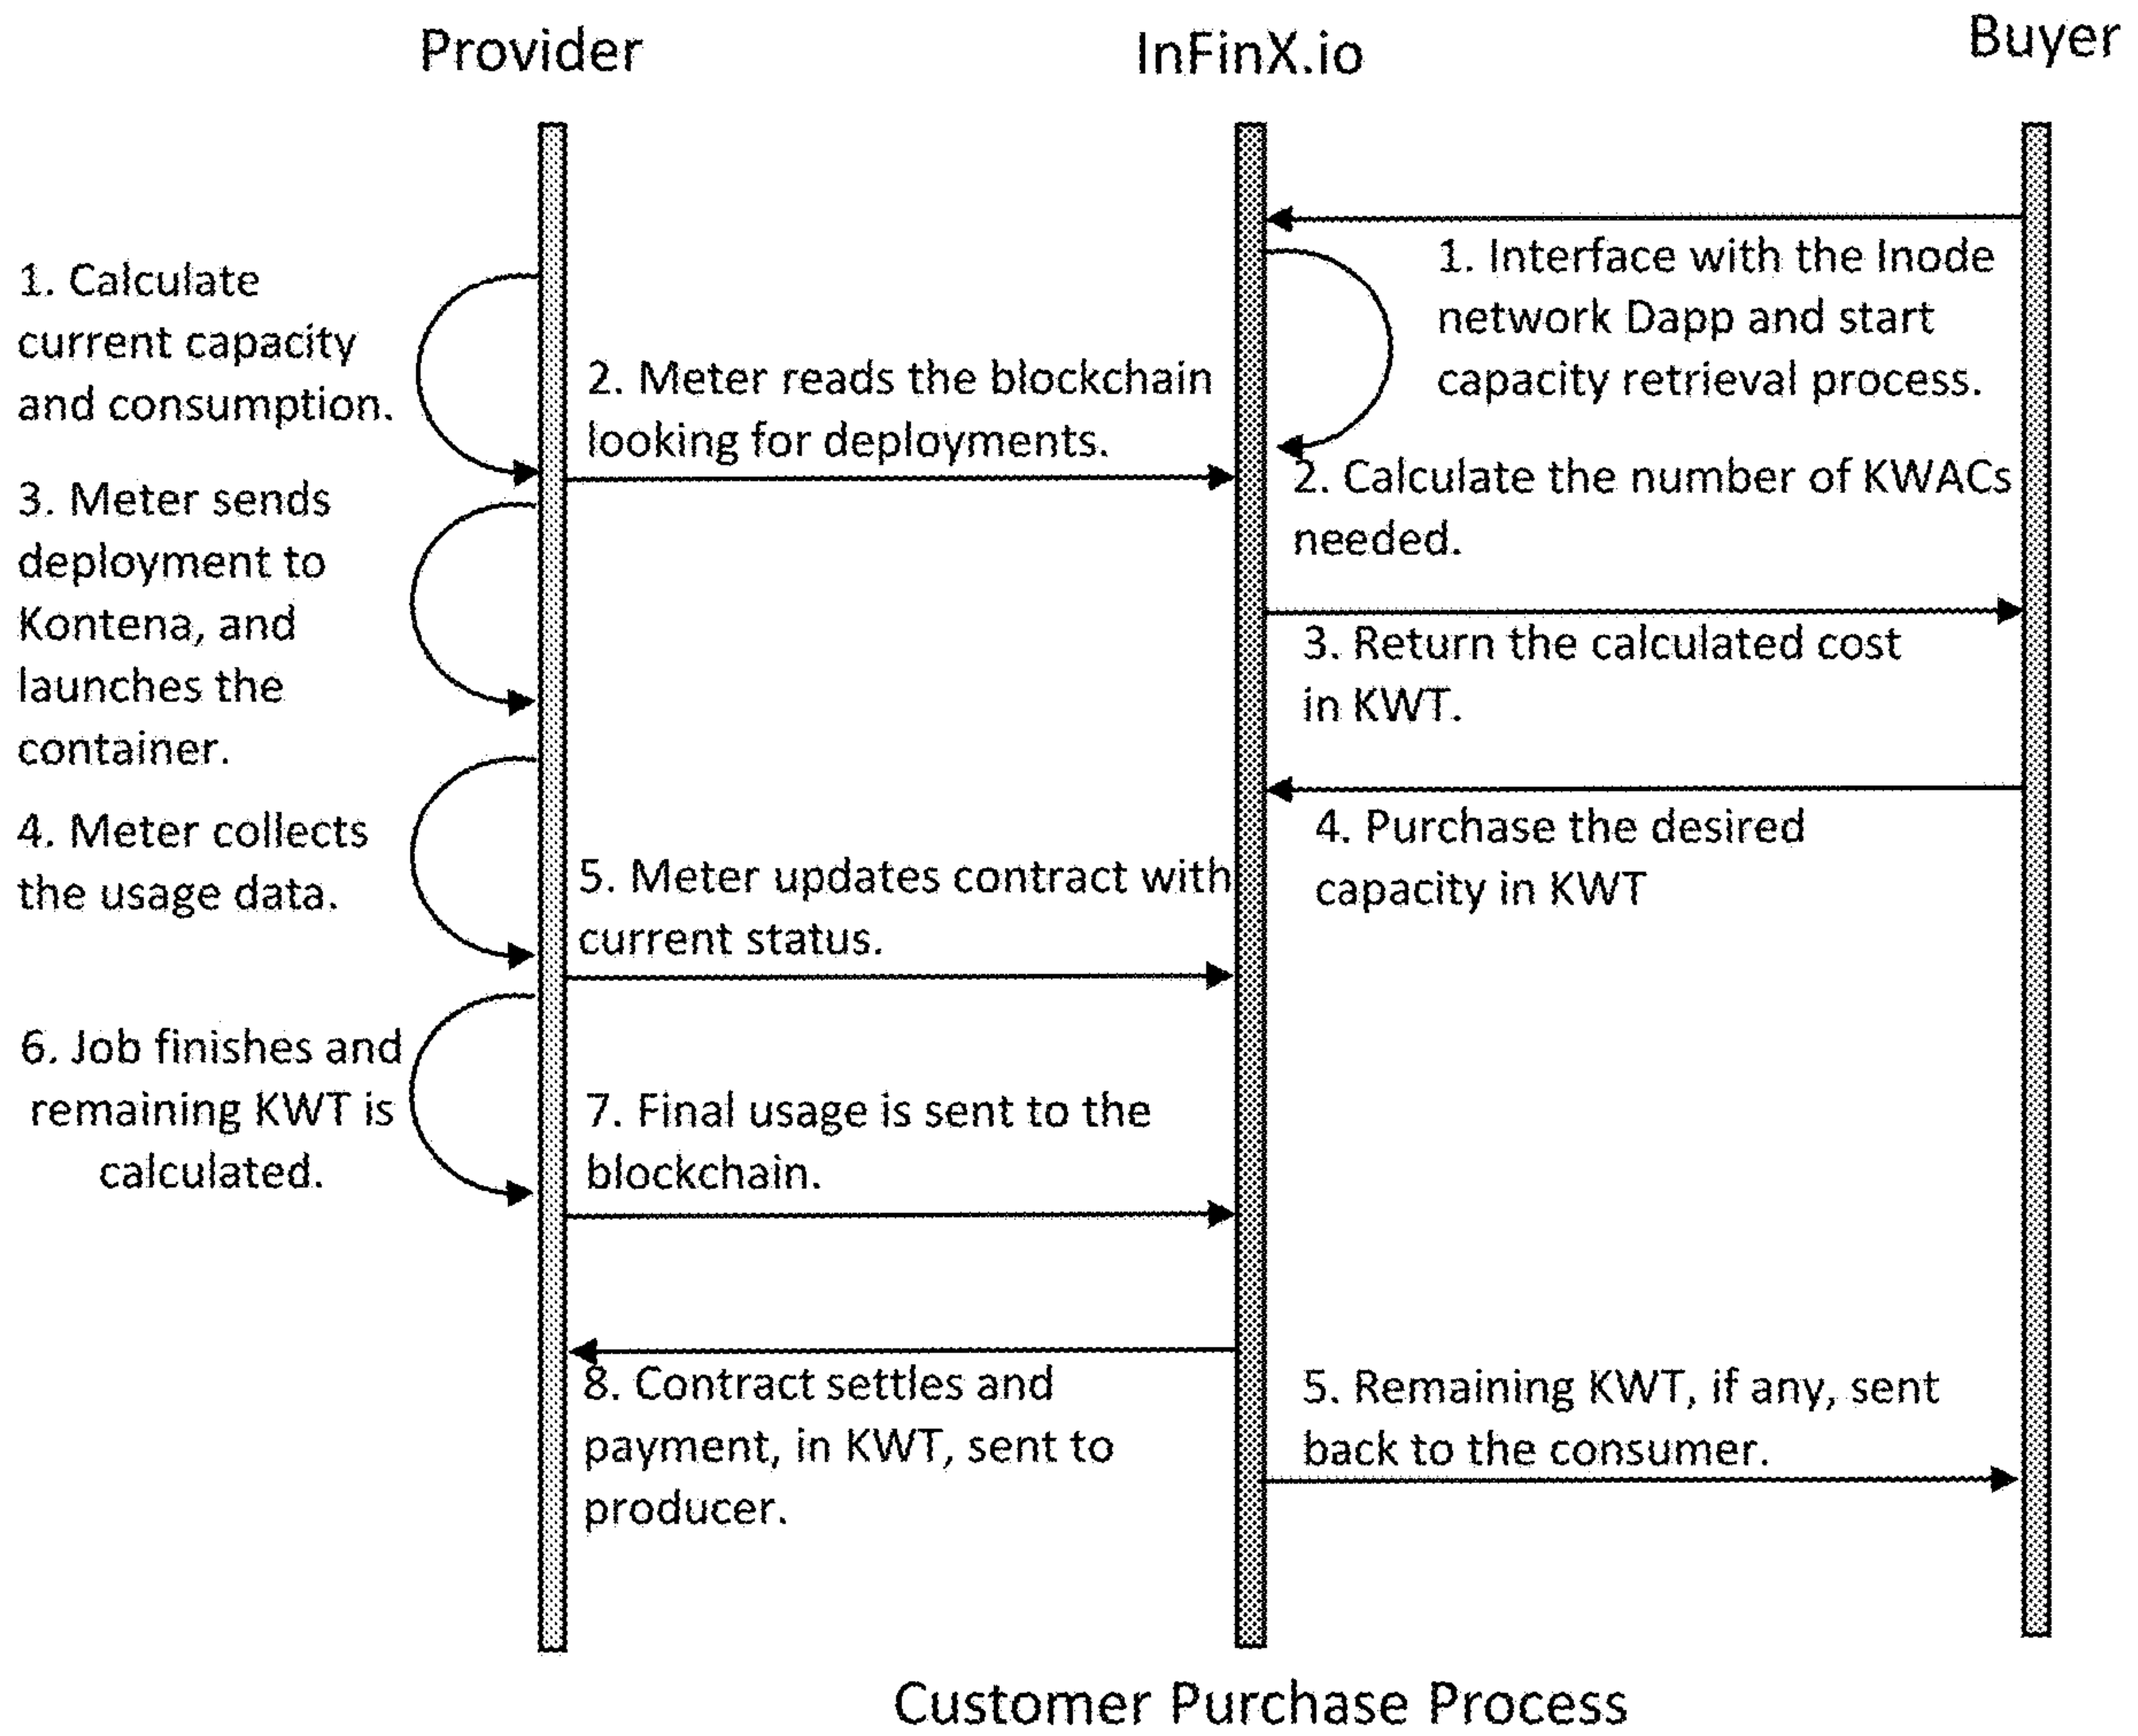 Provider
InFinX.io
Buyer
1. Calculate
current capacity
and consumption.
2. Meter reads the blockchain
looking for deployments.
3. Meter sends
deployment to
Kontena, and
launches the
container.
4. Meter collects
the usage data.
5. Meter updates contract with
current status.
6. Job finishes and
remaining KWT is
calculated.
7. Final usage is sent to the
blockchain.
8. Contract settles and
payment, in KWT, sent to
producer.
1. Interface with the Inode
network Dapp and start
capacity retrieval process.
2. Calculate the number of KWACs
needed.
3. Return the calculated cost
in KWT.
4. Purchase the desired
capacity in KWT
5. Remaining KWT, if any, sent
back to the consumer.
Customer Purchase Process